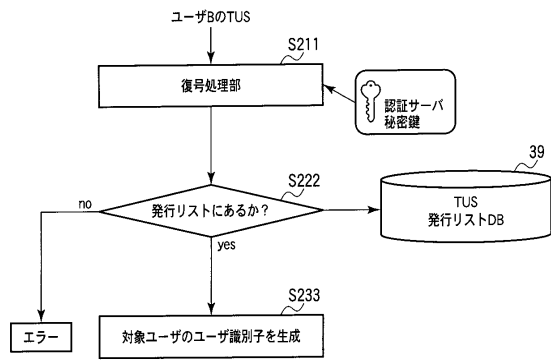 ユーザBのTUS
S211
復号処理部
認証サーバ
秘密鍵
S222
39
発行リストにあるか？
TUS
発行リストDB
no
yes
S233
エラー
対象ユーザのユーザ識別子を生成